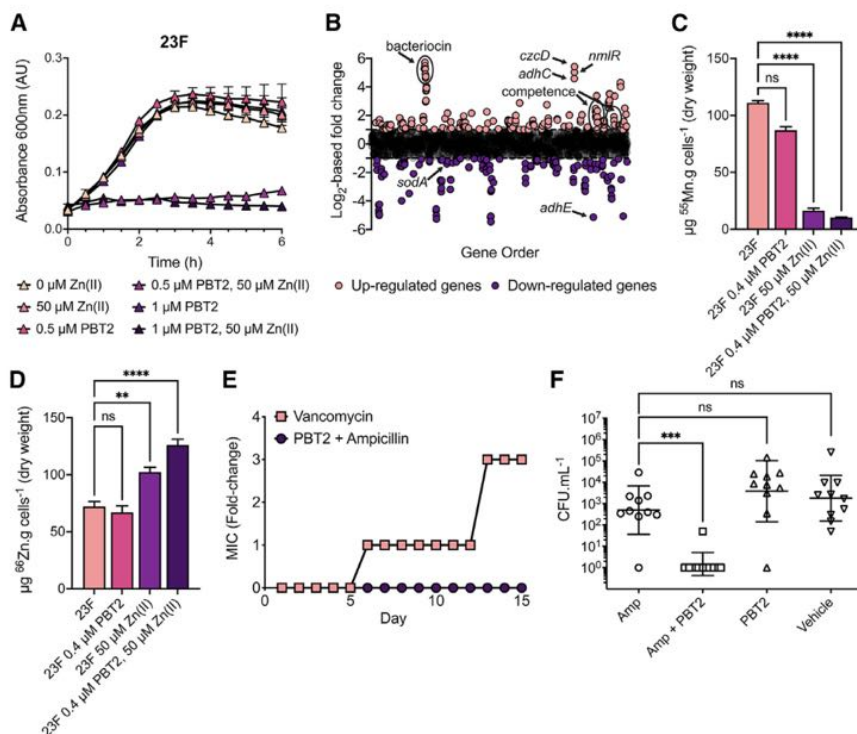 A
23F
Absorbance 600nm (AU)
0.3
0.2
0.1
0.0
0 1 2 3 4 5 6
Time (h)
0 µM Zn(II)
50 µM Zn(II)
0.5 µM PBT2
0.5 µM PBT2, 50 µM Zn(II)
1 µM PBT2
1 µM PBT2, 50 µM Zn(II)
B
Log2-based fold change
6
4
2
0
-2
-4
-6
bacteriocin
czcD
nmlR
adhC
competence
sodA
adhE
Gene Order
Up-regulated genes
Down-regulated genes
C
µg ⁵⁵Mn.g cells⁻¹ (dry weight)
150
100
50
0
****
****
ns
23F
23F 0.4 µM PBT2
23F 50 µM Zn(II)
23F 0.4 µM PBT2, 50 µM Zn(II)
D
µg ⁶⁶Zn.g cells⁻¹ (dry weight)
150
100
50
0
****
**
ns
23F
23F 0.4 µM PBT2
23F 50 µM Zn(II)
23F 0.4 µM PBT2, 50 µM Zn(II)
E
Vancomycin
PBT2 + Ampicillin
MIC (Fold-change)
4
3
2
1
0
0 5 10 15
Day
F
CFU.mL⁻¹
10⁷
10⁶
10⁵
10⁴
10³
10²
10¹
10⁰
ns
ns
***
Amp
Amp + PBT2
PBT2
Vehicle